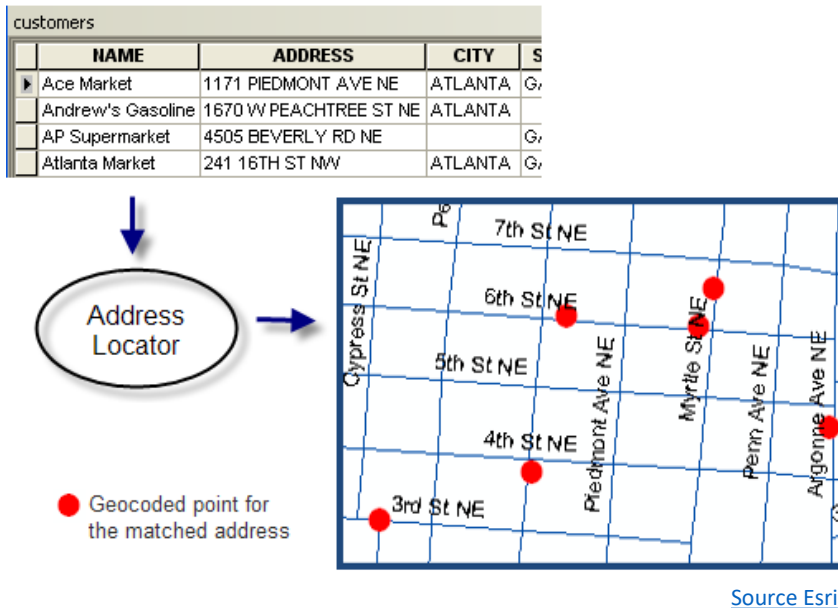 customers
NAME ADDRESS CITY S
Ace Market 1171 PIEDMONT AVE NE ATLANTA G
Andrew's Gasoline 1670 W PEACHTREE ST NE ATLANTA
AP Supermarket 4505 BEVERLY RD NE G
Atlanta Market 241 16TH ST NW ATLANTA G
Address
Locator
Geocoded point for
the matched address
Pe
7th St NE
Cypress St NE
6th St NE
5th St NE
Myrtle St NE
4th St NE
Piedmont Ave NE
Penn Ave NE
Argonne Ave NE
3rd St NE
Source Esri